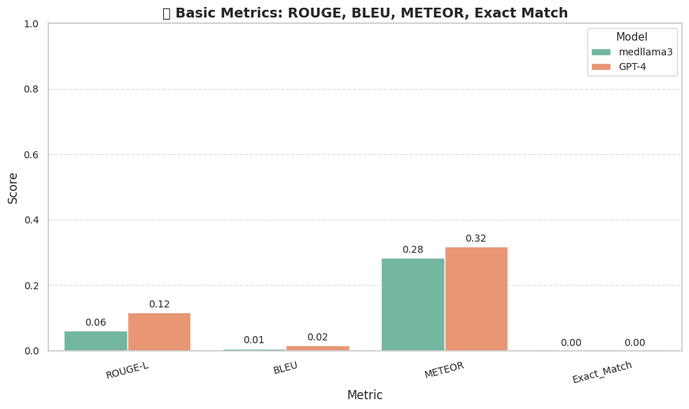 Basic Metrics: ROUGE, BLEU, METEOR, Exact Match
1.0
0.8
0.6
0.4
0.2
0.0
Score
Model
medllama3
GPT-4
0.06
0.12
0.01
0.02
0.28
0.32
0.00
0.00
ROUGE-L
BLEU
METEOR
Exact_Match
Metric